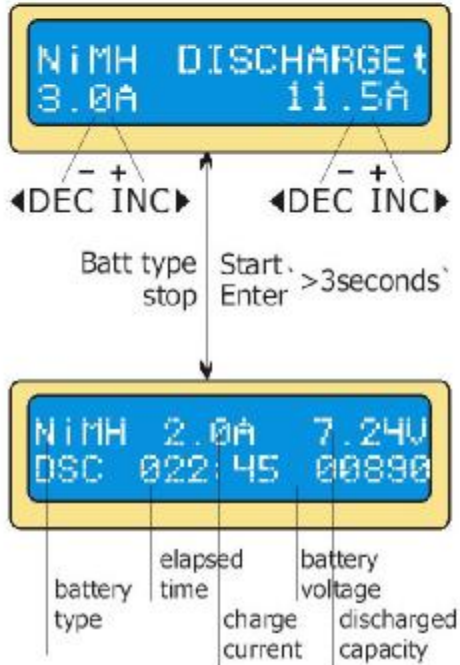 NiMH DISCHARGEt
3.0A 11.5A
- + - +
◀DEC INC▶ ◀DEC INC▶
Batt type Start `>3seconds`
stop Enter
NiMH 2.0A 7.24V
DSC 022:45 00890
elapsed battery
battery time voltage
type charge discharged
current capacity